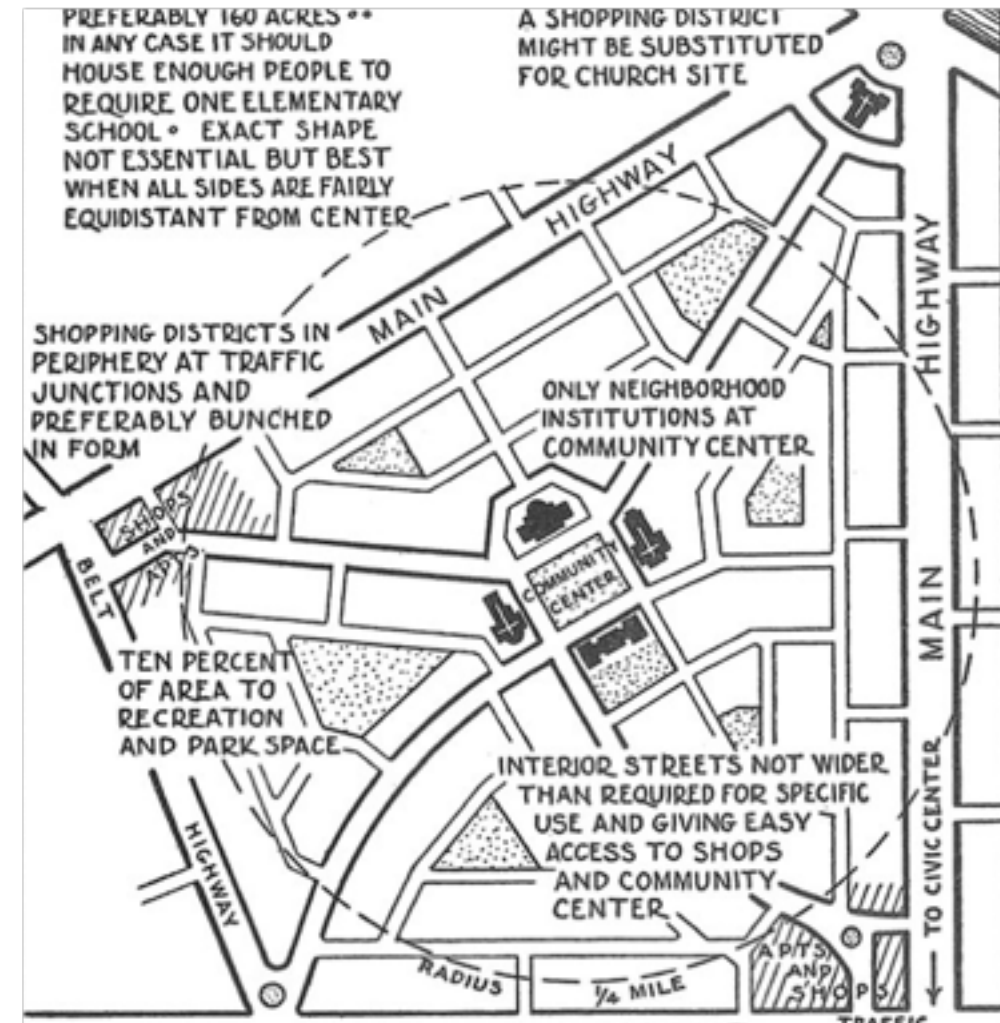 PREFERABLY 160 ACRES ••
IN ANY CASE IT SHOULD
HOUSE ENOUGH PEOPLE TO
REQUIRE ONE ELEMENTARY
SCHOOL • EXACT SHAPE
NOT ESSENTIAL BUT BEST
WHEN ALL SIDES ARE FAIRLY
EQUIDISTANT FROM CENTER
A SHOPPING DISTRICT
MIGHT BE SUBSTITUTED
FOR CHURCH SITE
MAIN HIGHWAY
SHOPPING DISTRICTS IN
PERIPHERY AT TRAFFIC
JUNCTIONS AND
PREFERABLY BUNCHED
IN FORM
ONLY NEIGHBORHOOD
INSTITUTIONS AT
COMMUNITY CENTER
SHOPS
AND
APTS
COMMUNITY
CENTER
BELT
HIGHWAY
MAIN HIGHWAY
TEN PERCENT
OF AREA TO
RECREATION
AND PARK SPACE
INTERIOR STREETS NOT WIDER
THAN REQUIRED FOR SPECIFIC
USE AND GIVING EASY
ACCESS TO SHOPS
AND COMMUNITY
CENTER
TO CIVIC CENTER
RADIUS 1/4 MILE
APTS
AND
SHOPS
TRAFFIC